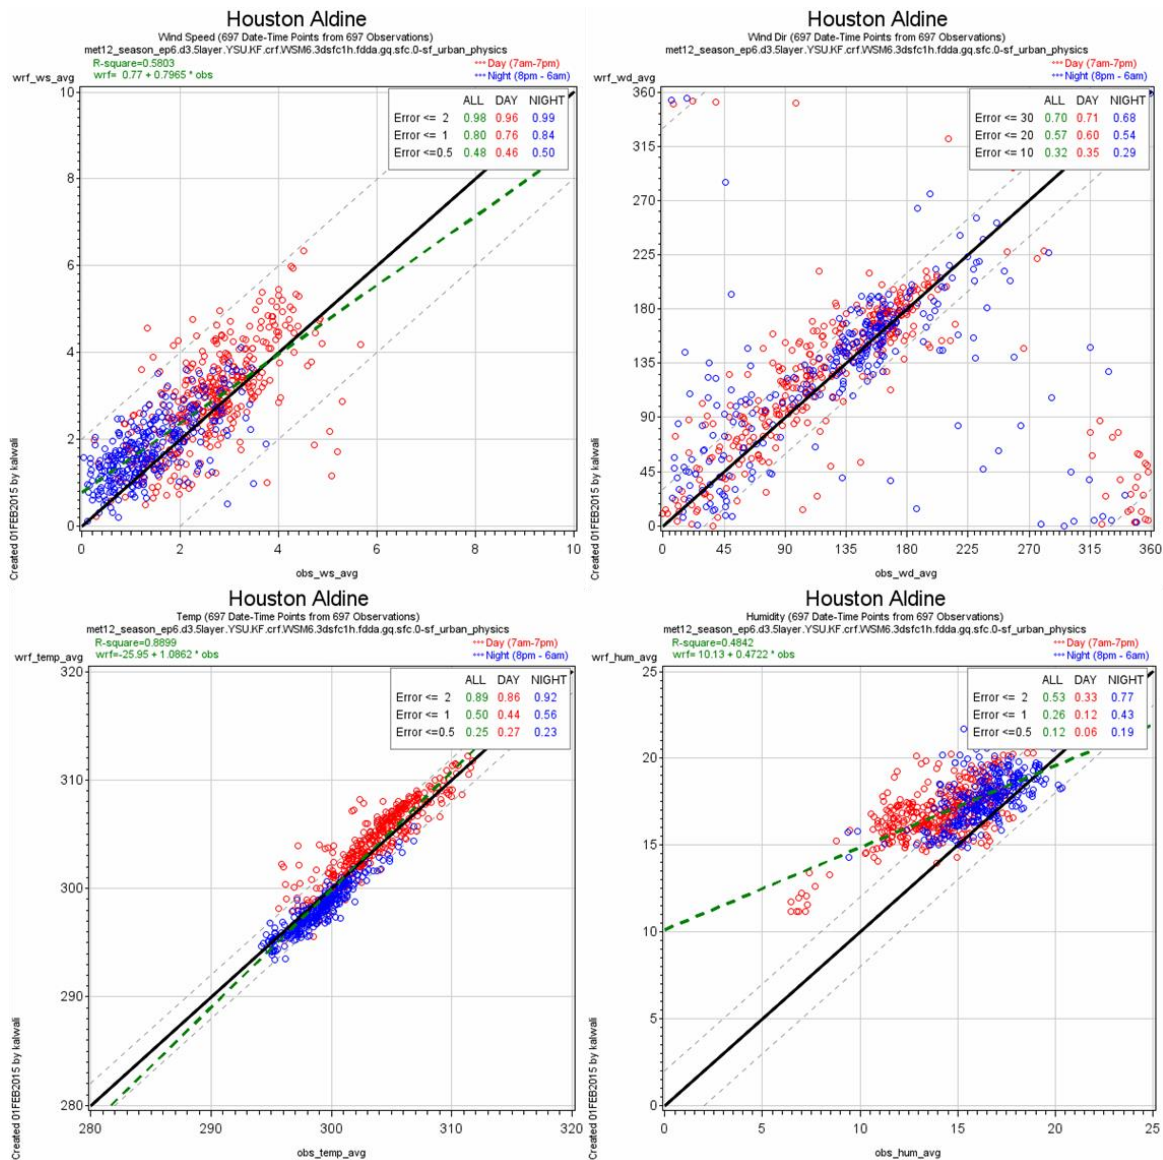 Houston Aldine
Wind Speed (697 Date-Time Points from 697 Observations)
met12_season_ep6.d3.5layer.YSU.KF.crf.WSM6.3dsfc1h.fdda.gq.sfc.0-sf_urban_physics
R-square=0.5803
wrf= 0.77 + 0.7965 * obs
*** Day (7am-7pm)
*** Night (8pm - 6am)
wrf_ws_avg
ALL DAY NIGHT
Error <= 2 0.98 0.96 0.99
Error <= 1 0.80 0.76 0.84
Error <=0.5 0.48 0.46 0.50
10
8
6
4
2
0
0 2 4 6 8 10
obs_ws_avg
Created 01FEB2015 by kalwali
Houston Aldine
Wind Dir (697 Date-Time Points from 697 Observations)
met12_season_ep6.d3.5layer.YSU.KF.crf.WSM6.3dsfc1h.fdda.gq.sfc.0-sf_urban_physics
*** Day (7am-7pm)
*** Night (8pm - 6am)
wrf_wd_avg
ALL DAY NIGHT
Error <= 30 0.70 0.71 0.68
Error <= 20 0.57 0.60 0.54
Error <= 10 0.32 0.35 0.29
360
315
270
225
180
135
90
45
0
0 45 90 135 180 225 270 315 360
obs_wd_avg
Created 01FEB2015 by kalwali
Houston Aldine
Temp (697 Date-Time Points from 697 Observations)
met12_season_ep6.d3.5layer.YSU.KF.crf.WSM6.3dsfc1h.fdda.gq.sfc.0-sf_urban_physics
R-square=0.8899
wrf=-25.95 + 1.0862 * obs
*** Day (7am-7pm)
*** Night (8pm - 6am)
wrf_temp_avg
ALL DAY NIGHT
Error <= 2 0.89 0.86 0.92
Error <= 1 0.50 0.44 0.56
Error <=0.5 0.25 0.27 0.23
320
310
300
290
280
280 290 300 310 320
obs_temp_avg
Created 01FEB2015 by kalwali
Houston Aldine
Humidity (697 Date-Time Points from 697 Observations)
met12_season_ep6.d3.5layer.YSU.KF.crf.WSM6.3dsfc1h.fdda.gq.sfc.0-sf_urban_physics
R-square=0.4842
wrf= 10.13 + 0.4722 * obs
*** Day (7am-7pm)
*** Night (8pm - 6am)
wrf_hum_avg
ALL DAY NIGHT
Error <= 2 0.53 0.33 0.77
Error <= 1 0.26 0.12 0.43
Error <=0.5 0.12 0.06 0.19
25
20
15
10
5
0
0 5 10 15 20 25
obs_hum_avg
Created 01FEB2015 by kalwali